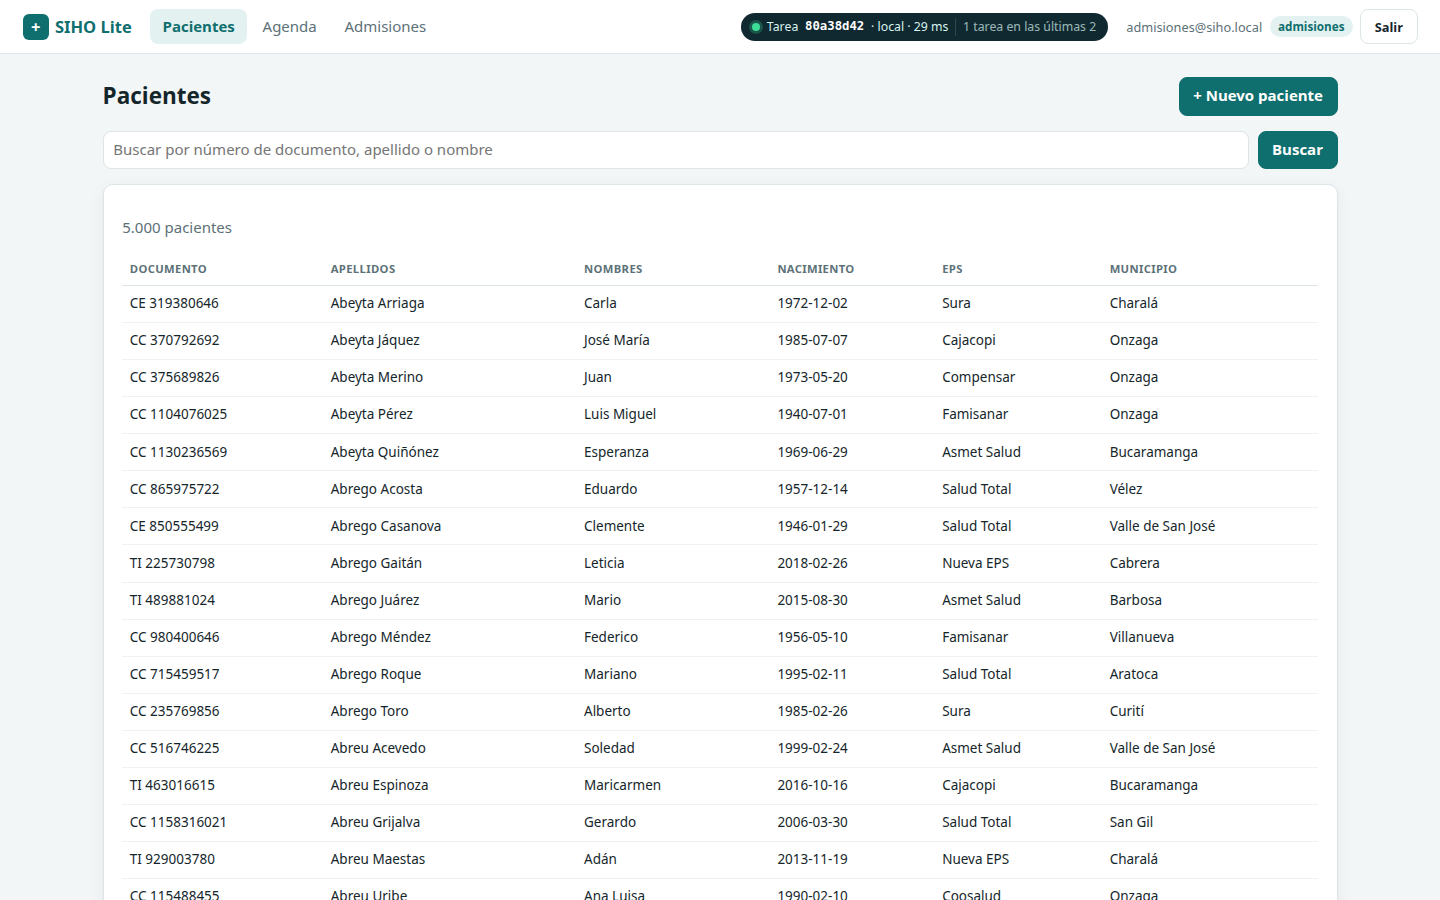 + SIHO Lite Pacientes Agenda Admisiones Tarea 80a38d42 · local · 29 ms 1 tarea en las últimas 2 admisiones@siho.local admisiones Salir
Pacientes + Nuevo paciente
Buscar por número de documento, apellido o nombre Buscar
5.000 pacientes
DOCUMENTO APELLIDOS NOMBRES NACIMIENTO EPS MUNICIPIO
CE 319380646 Abeyta Arriaga Carla 1972-12-02 Sura Charalá
CC 370792692 Abeyta Jáquez José María 1985-07-07 Cajacopi Onzaga
CC 375689826 Abeyta Merino Juan 1973-05-20 Compensar Onzaga
CC 1104076025 Abeyta Pérez Luis Miguel 1940-07-01 Famisanar Onzaga
CC 1130236569 Abeyta Quiñónez Esperanza 1969-06-29 Asmet Salud Bucaramanga
CC 865975722 Abrego Acosta Eduardo 1957-12-14 Salud Total Vélez
CE 850555499 Abrego Casanova Clemente 1946-01-29 Salud Total Valle de San José
TI 225730798 Abrego Gaitán Leticia 2018-02-26 Nueva EPS Cabrera
TI 489881024 Abrego Juárez Mario 2015-08-30 Asmet Salud Barbosa
CC 980400646 Abrego Méndez Federico 1956-05-10 Famisanar Villanueva
CC 715459517 Abrego Roque Mariano 1995-02-11 Salud Total Aratoca
CC 235769856 Abrego Toro Alberto 1985-02-26 Sura Curití
CC 516746225 Abreu Acevedo Soledad 1999-02-24 Asmet Salud Valle de San José
TI 463016615 Abreu Espinoza Maricarmen 2016-10-16 Cajacopi Bucaramanga
CC 1158316021 Abreu Grijalva Gerardo 2006-03-30 Salud Total San Gil
TI 929003780 Abreu Maestas Adán 2013-11-19 Nueva EPS Charalá
CC 115488455 Abreu Uribe Ana Luisa 1990-02-10 Coosalud Onzaga